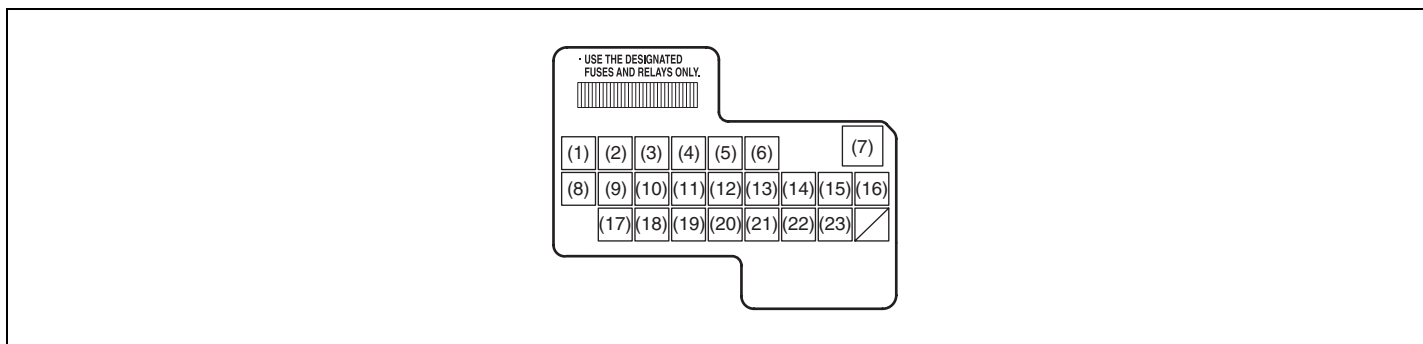 · USE THE DESIGNATED
FUSES AND RELAYS ONLY.
(1) (2) (3) (4) (5) (6) (7)
(8) (9) (10) (11) (12) (13) (14) (15) (16)
(17) (18) (19) (20) (21) (22) (23)